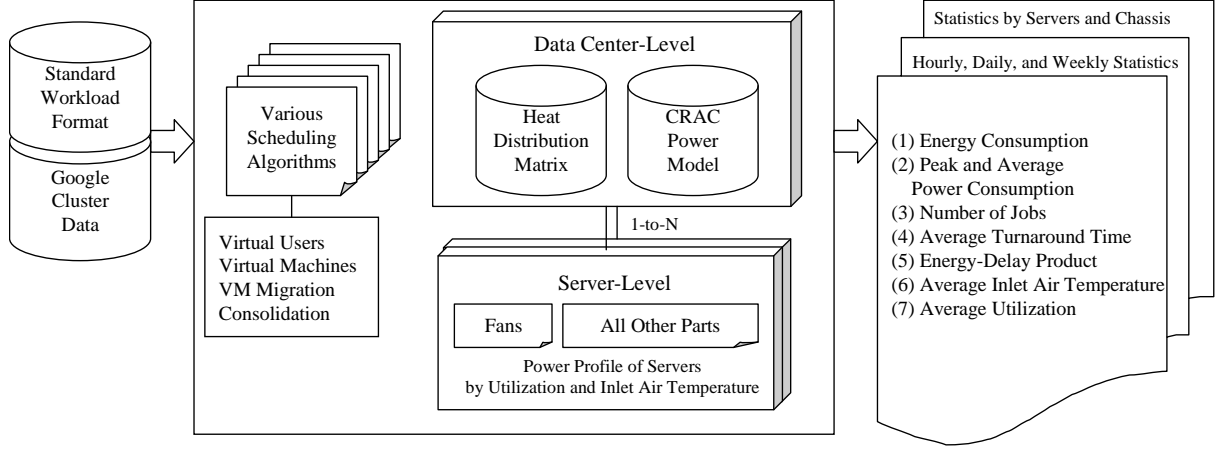 Standard
Workload
Format
Google
Cluster
Data
Various
Scheduling
Algorithms
Virtual Users
Virtual Machines
VM Migration
Consolidation
Data Center-Level
Heat
Distribution
Matrix
CRAC
Power
Model
1-to-N
Server-Level
Fans
All Other Parts
Power Profile of Servers
by Utilization and Inlet Air Temperature
Statistics by Servers and Chassis
Hourly, Daily, and Weekly Statistics
(1) Energy Consumption
(2) Peak and Average
Power Consumption
(3) Number of Jobs
(4) Average Turnaround Time
(5) Energy-Delay Product
(6) Average Inlet Air Temperature
(7) Average Utilization